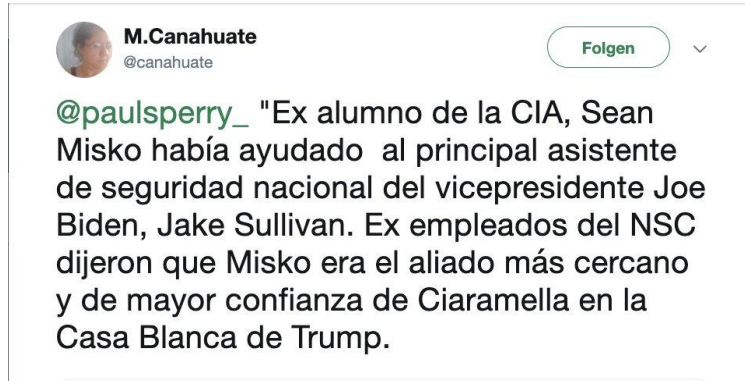 M.Canahuate
@canahuate
Folgen
@paulsperry_ "Ex alumno de la CIA, Sean
Misko había ayudado  al principal asistente
de seguridad nacional del vicepresidente Joe
Biden, Jake Sullivan. Ex empleados del NSC
dijeron que Misko era el aliado más cercano
y de mayor confianza de Ciaramella en la
Casa Blanca de Trump.